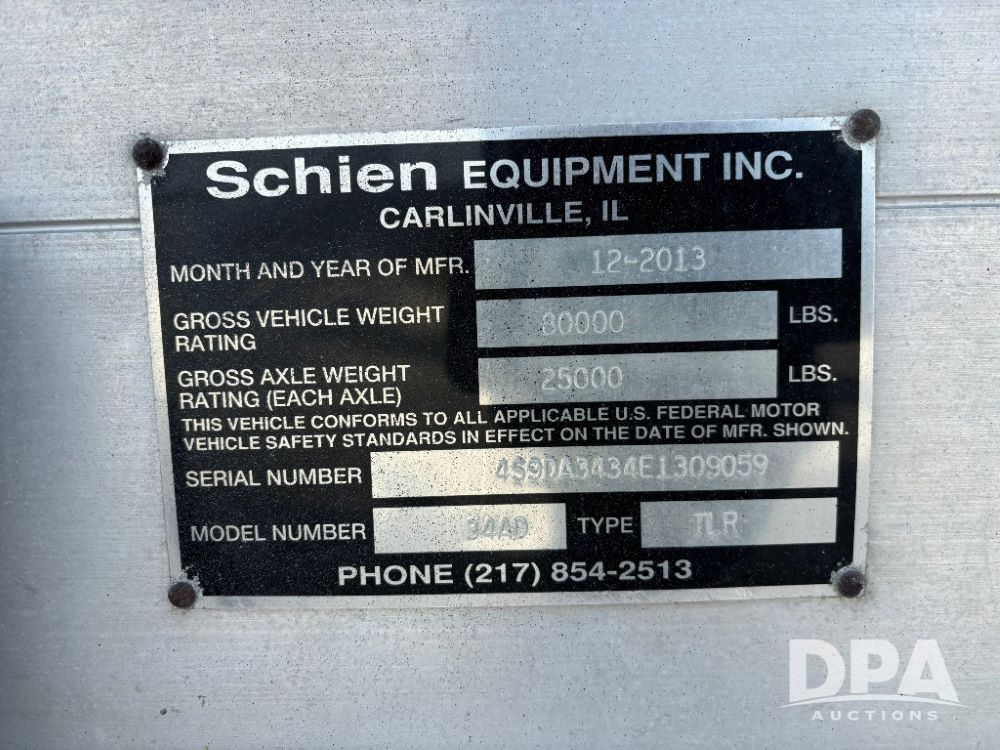 Schien EQUIPMENT INC.
CARLINVILLE, IL
MONTH AND YEAR OF MFR. 12-2013
GROSS VEHICLE WEIGHT
RATING 80000 LBS.
GROSS AXLE WEIGHT
RATING (EACH AXLE) 25000 LBS.
THIS VEHICLE CONFORMS TO ALL APPLICABLE U.S. FEDERAL MOTOR
VEHICLE SAFETY STANDARDS IN EFFECT ON THE DATE OF MFR. SHOWN.
SERIAL NUMBER 4S9DA3434E1309059
MODEL NUMBER 34AD TYPE TLR
PHONE (217) 854-2513
DPA
AUCTIONS